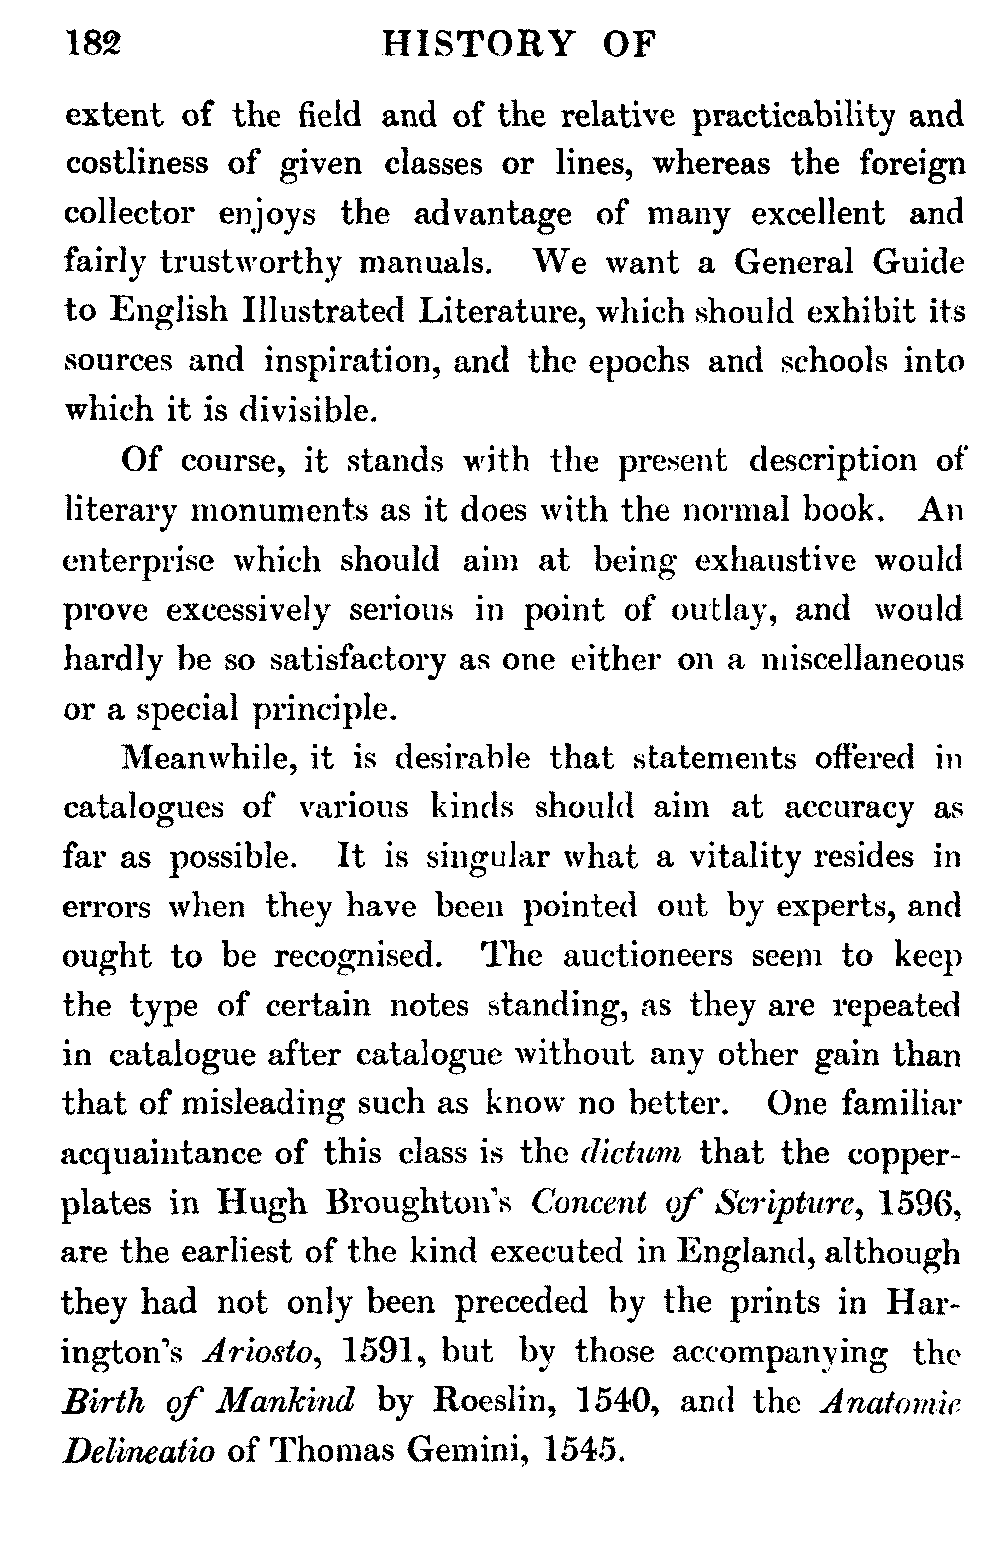 182 HISTORY OF
extent of the field and of the relative practicability and
costliness of given classes or lines, whereas the foreign
collector enjoys the advantage of many excellent and
fairly trustworthy manuals. We want a General Guide
to English Illustrated Literature, which should exhibit its
sources and inspiration, and the epochs and schools into
which it is divisible.
Of course, it stands with the present description of
literary monuments as it does with the normal book. An
enterprise which should aim at being exhaustive would
prove excessively serious in point of outlay, and would
hardly be so satisfactory as one either on a miscellaneous
or a special principle.
Meanwhile, it is desirable that statements offered in
catalogues of various kinds should aim at accuracy as
far as possible. It is singular what a vitality resides in
errors when they have been pointed out by experts, and
ought to be recognised. The auctioneers seem to keep
the type of certain notes standing, as they are repeated
in catalogue after catalogue without any other gain than
that of misleading such as know no better. One familiar
acquaintance of this class is the dictum that the copper-
plates in Hugh Broughton's Concent of Scripture, 1596,
are the earliest of the kind executed in England, although
they had not only been preceded by the prints in Har-
ington's Ariosto, 1591, but by those accompanying the
Birth of Mankind by Roeslin, 1540, and the Anatomie
Delineatio of Thomas Gemini, 1545.